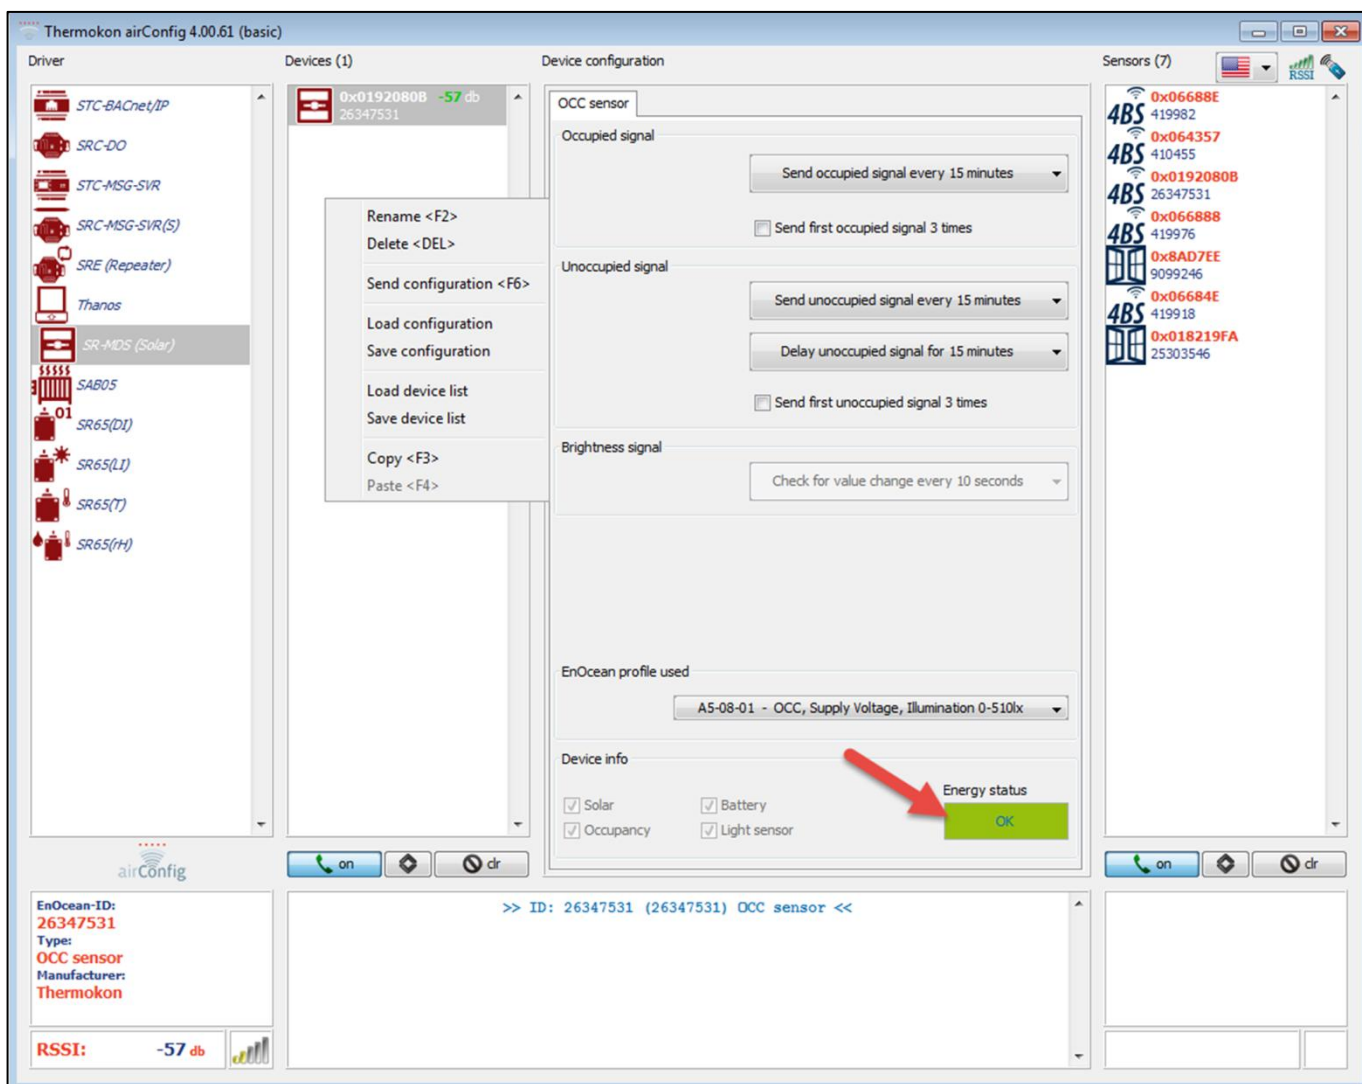 Thermokon airConfig 4.00.61 (basic)
Driver
STC-BACnet/IP
SRC-DO
STC-MSG-SVR
SRC-MSG-SVR(S)
SRE (Repeater)
Thanos
SR-MDS (Solar)
SAB05
01
SR65(DI)
SR65(LI)
SR65(T)
SR65(rH)
airConfig
Devices (1)
0x0192080B -57 db
26347531
Rename <F2>
Delete <DEL>
Send configuration <F6>
Load configuration
Save configuration
Load device list
Save device list
Copy <F3>
Paste <F4>
on
clr
Device configuration
OCC sensor
Occupied signal
Send occupied signal every 15 minutes
Send first occupied signal 3 times
Unoccupied signal
Send unoccupied signal every 15 minutes
Delay unoccupied signal for 15 minutes
Send first unoccupied signal 3 times
Brightness signal
Check for value change every 10 seconds
EnOcean profile used
A5-08-01 - OCC, Supply Voltage, Illumination 0-510lx
Device info
Solar
Battery
Occupancy
Light sensor
Energy status
OK
Sensors (7)
RSSI
4BS 0x06688E
419982
4BS 0x064357
410455
4BS 0x0192080B
26347531
4BS 0x066888
419976
0x8AD7EE
9099246
4BS 0x06684E
419918
0x018219FA
25303546
on
clr
EnOcean-ID:
26347531
Type:
OCC sensor
Manufacturer:
Thermokon
RSSI: -57 db
>> ID: 26347531 (26347531) OCC sensor <<